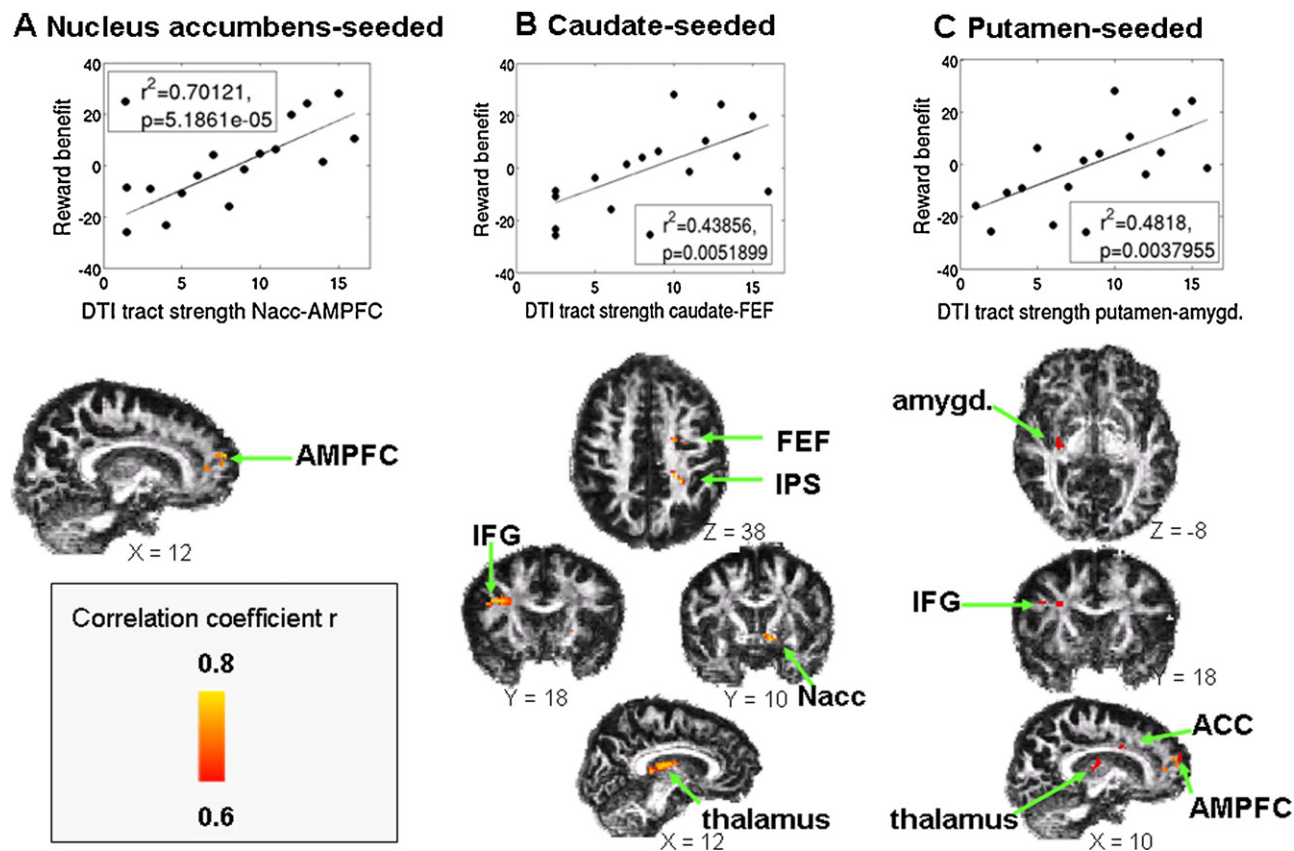 A Nucleus accumbens-seeded
40
20
0
-20
-40
0
5
10
15
Reward benefit
r²=0.70121,
p=5.1861e-05
DTI tract strength Nacc-AMPFC
AMPFC
X = 12
Correlation coefficient r
0.8
0.6
B Caudate-seeded
40
20
0
-20
-40
0
5
10
15
Reward benefit
r²=0.43856,
p=0.0051899
DTI tract strength caudate-FEF
FEF
IPS
Z = 38
IFG
Y = 18
Y = 10
Nacc
thalamus
X = 12
C Putamen-seeded
40
20
0
-20
-40
0
5
10
15
Reward benefit
r²=0.4818,
p=0.0037955
DTI tract strength putamen-amygd.
amygd.
Z = -8
IFG
Y = 18
ACC
thalamus
AMPFC
X = 10